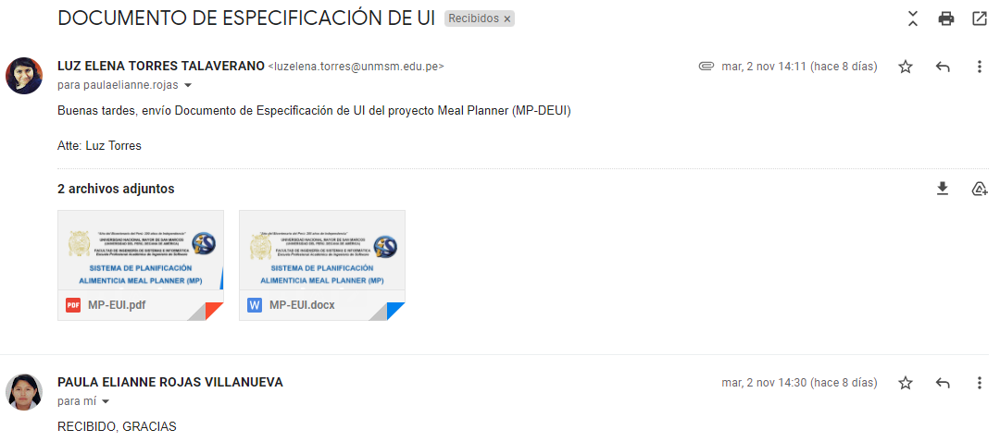 DOCUMENTO DE ESPECIFICACIÓN DE UI Recibidos ×
LUZ ELENA TORRES TALAVERANO <luzelena.torres@unmsm.edu.pe> mar, 2 nov 14:11 (hace 8 días)
para paulaelianne.rojas
Buenas tardes, envío Documento de Especificación de UI del proyecto Meal Planner (MP-DEUI)
Atte: Luz Torres
2 archivos adjuntos
"Año del Bicentenario del Perú: 200 años de Independencia"
UNIVERSIDAD NACIONAL MAYOR DE SAN MARCOS
(UNIVERSIDAD DEL PERÚ, DECANA DE AMÉRICA)
FACULTAD DE INGENIERÍA DE SISTEMAS E INFORMÁTICA
Escuela Profesional Académico de Ingeniería de Software
SISTEMA DE PLANIFICACIÓN
ALIMENTICIA MEAL PLANNER (MP)
PDF MP-EUI.pdf
"Año del Bicentenario del Perú: 200 años de Independencia"
UNIVERSIDAD NACIONAL MAYOR DE SAN MARCOS
(UNIVERSIDAD DEL PERÚ, DECANA DE AMÉRICA)
FACULTAD DE INGENIERÍA DE SISTEMAS E INFORMÁTICA
Escuela Profesional Académico de Ingeniería de Software
SISTEMA DE PLANIFICACIÓN
ALIMENTICIA MEAL PLANNER (MP)
W MP-EUI.docx
PAULA ELIANNE ROJAS VILLANUEVA mar, 2 nov 14:30 (hace 8 días)
para mí
RECIBIDO, GRACIAS